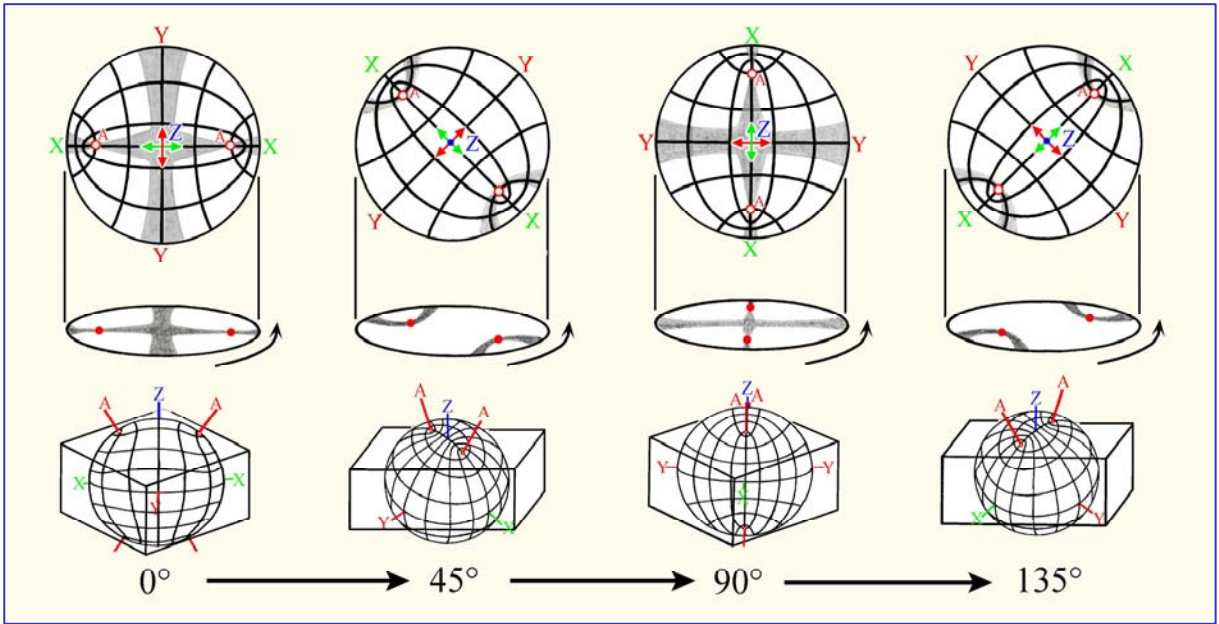 Y X Y X X
X A Z A X A Z Y A Z Y A Z
Y Y X X Y
Z A A A Z A Z A A A Z A
X X Y Y
Y Y X X X Y
0° 45° 90° 135°